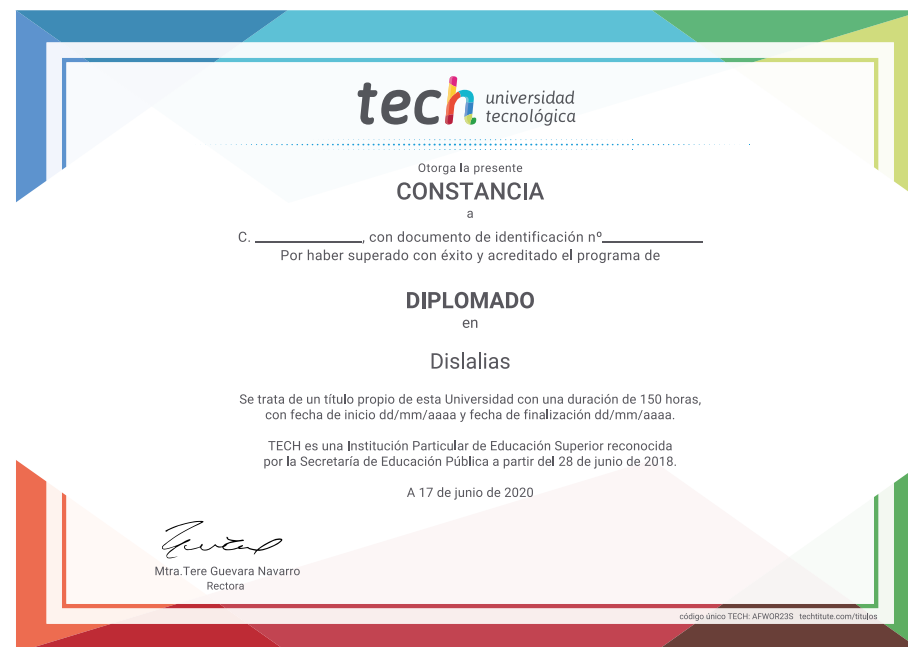 tech universidad
tecnológica
Otorga la presente
CONSTANCIA
a
C. ______________, con documento de identificación nº_____________
Por haber superado con éxito y acreditado el programa de
DIPLOMADO
en
Dislalias
Se trata de un título propio de esta Universidad con una duración de 150 horas,
con fecha de inicio dd/mm/aaaa y fecha de finalización dd/mm/aaaa.
TECH es una Institución Particular de Educación Superior reconocida
por la Secretaría de Educación Pública a partir del 28 de junio de 2018.
A 17 de junio de 2020
Mtra.Tere Guevara Navarro
Rectora
código único TECH: AFWOR23S techtitute.com/titulos